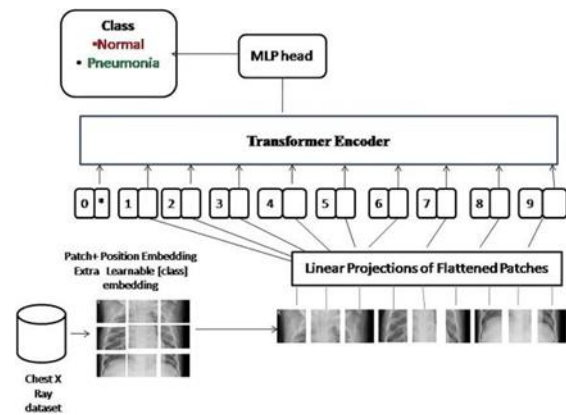 Class
•Normal
• Pneumonia
MLP head
Transformer Encoder
0 * 1 2 3 4 5 6 7 8 9
Patch+ Position Embedding
Extra Learnable [class]
embedding
Linear Projections of Flattened Patches
Chest X
Ray
dataset